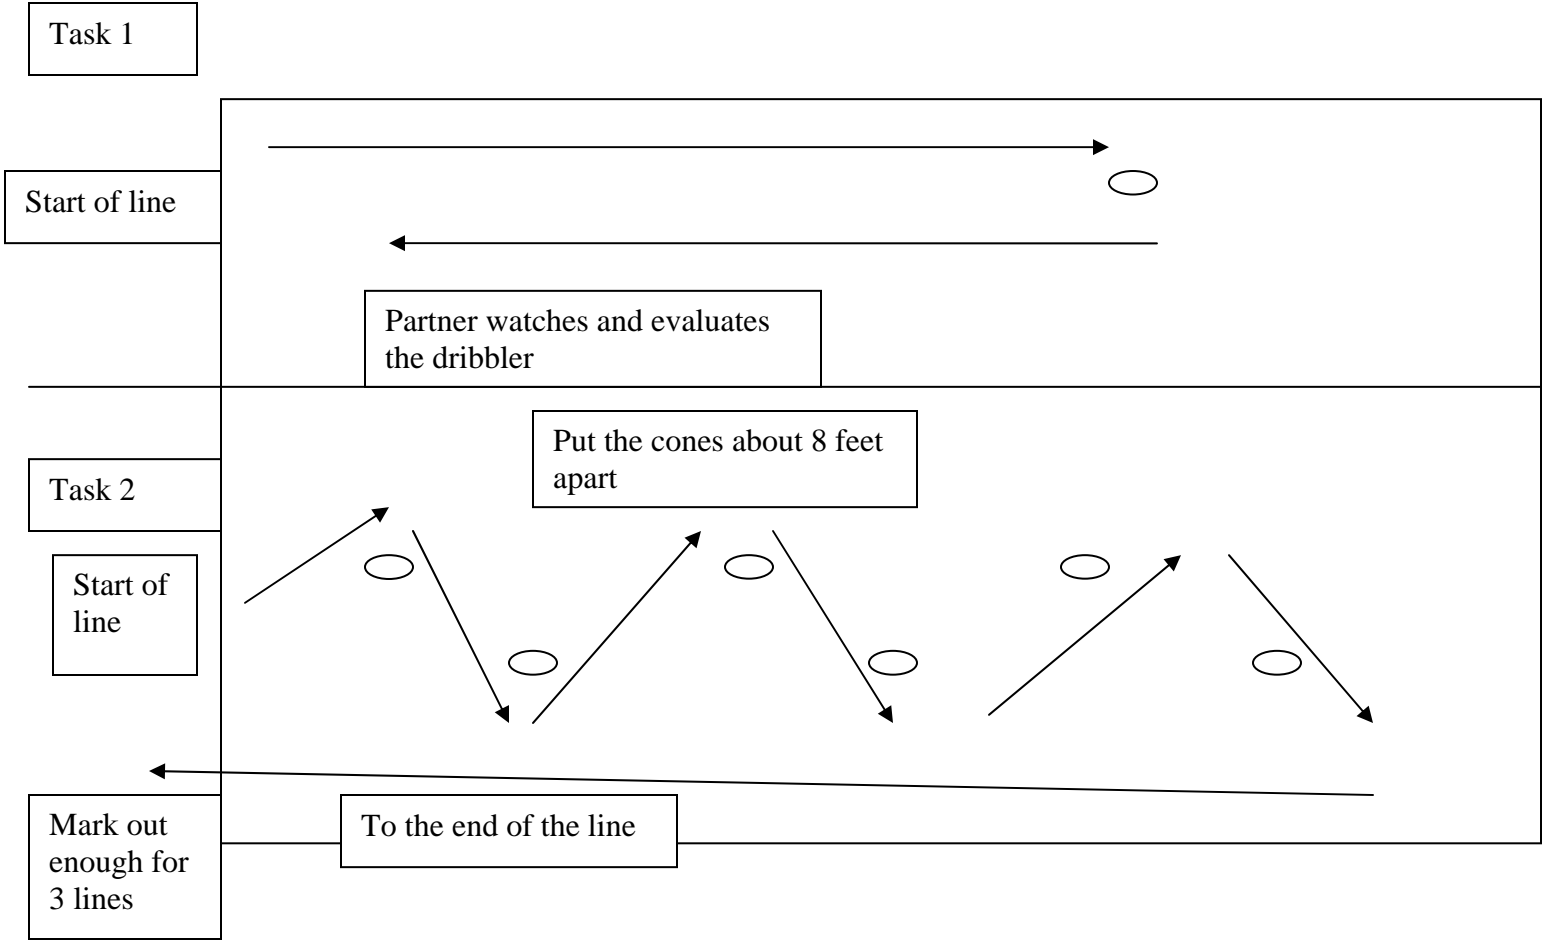 Task 1
Start of line
Partner watches and evaluates
the dribbler
Put the cones about 8 feet
apart
Task 2
Start of
line
Mark out
enough for
3 lines
To the end of the line